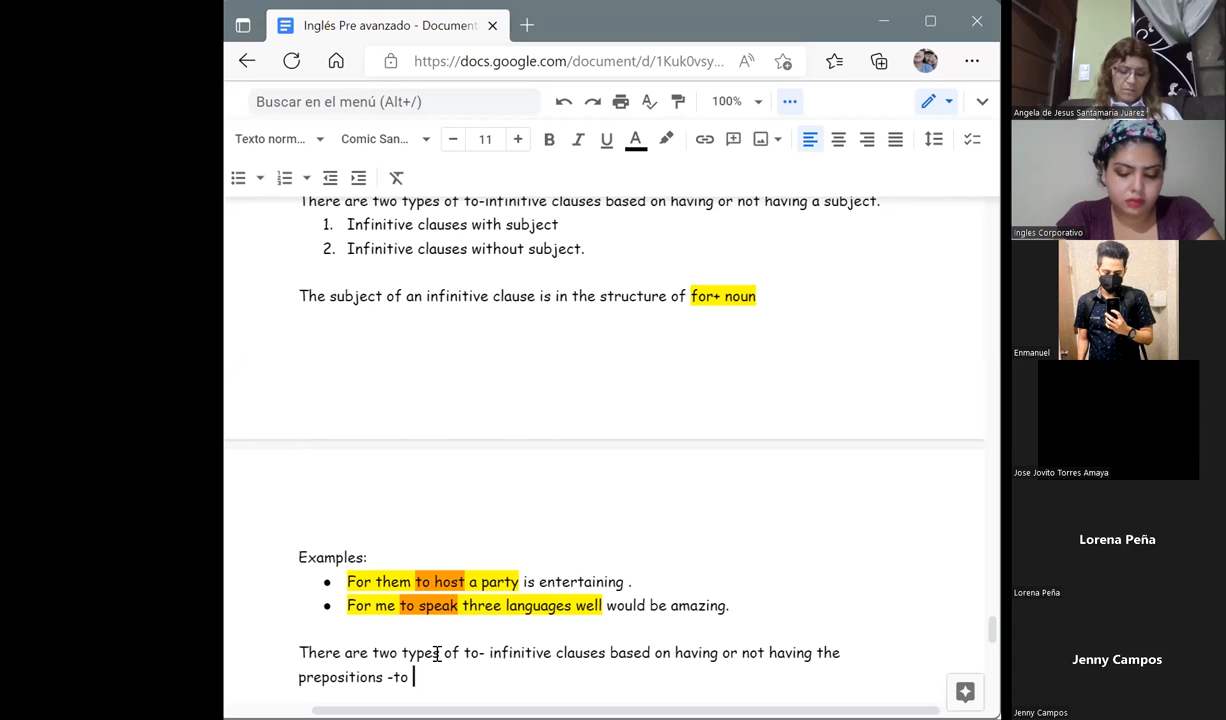 Inglés Pre avanzado - Document
https://docs.google.com/document/d/1Kuk0vsy...
Buscar en el menú (Alt+/)
100%
Texto norm...
Comic San...
11
There are two types of to-infinitive clauses based on having or not having a subject.
1. Infinitive clauses with subject
2. Infinitive clauses without subject.
The subject of an infinitive clause is in the structure of for+ noun
Examples:
● For them to host a party is entertaining .
● For me to speak three languages well would be amazing.
There are two types of to- infinitive clauses based on having or not having the
prepositions -to
Angela de Jesus Santamaria Juarez
Ingles Corporativo
Enmanuel
Jose Jovito Torres Amaya
Lorena Peña
Lorena Peña
Jenny Campos
Jenny Campos